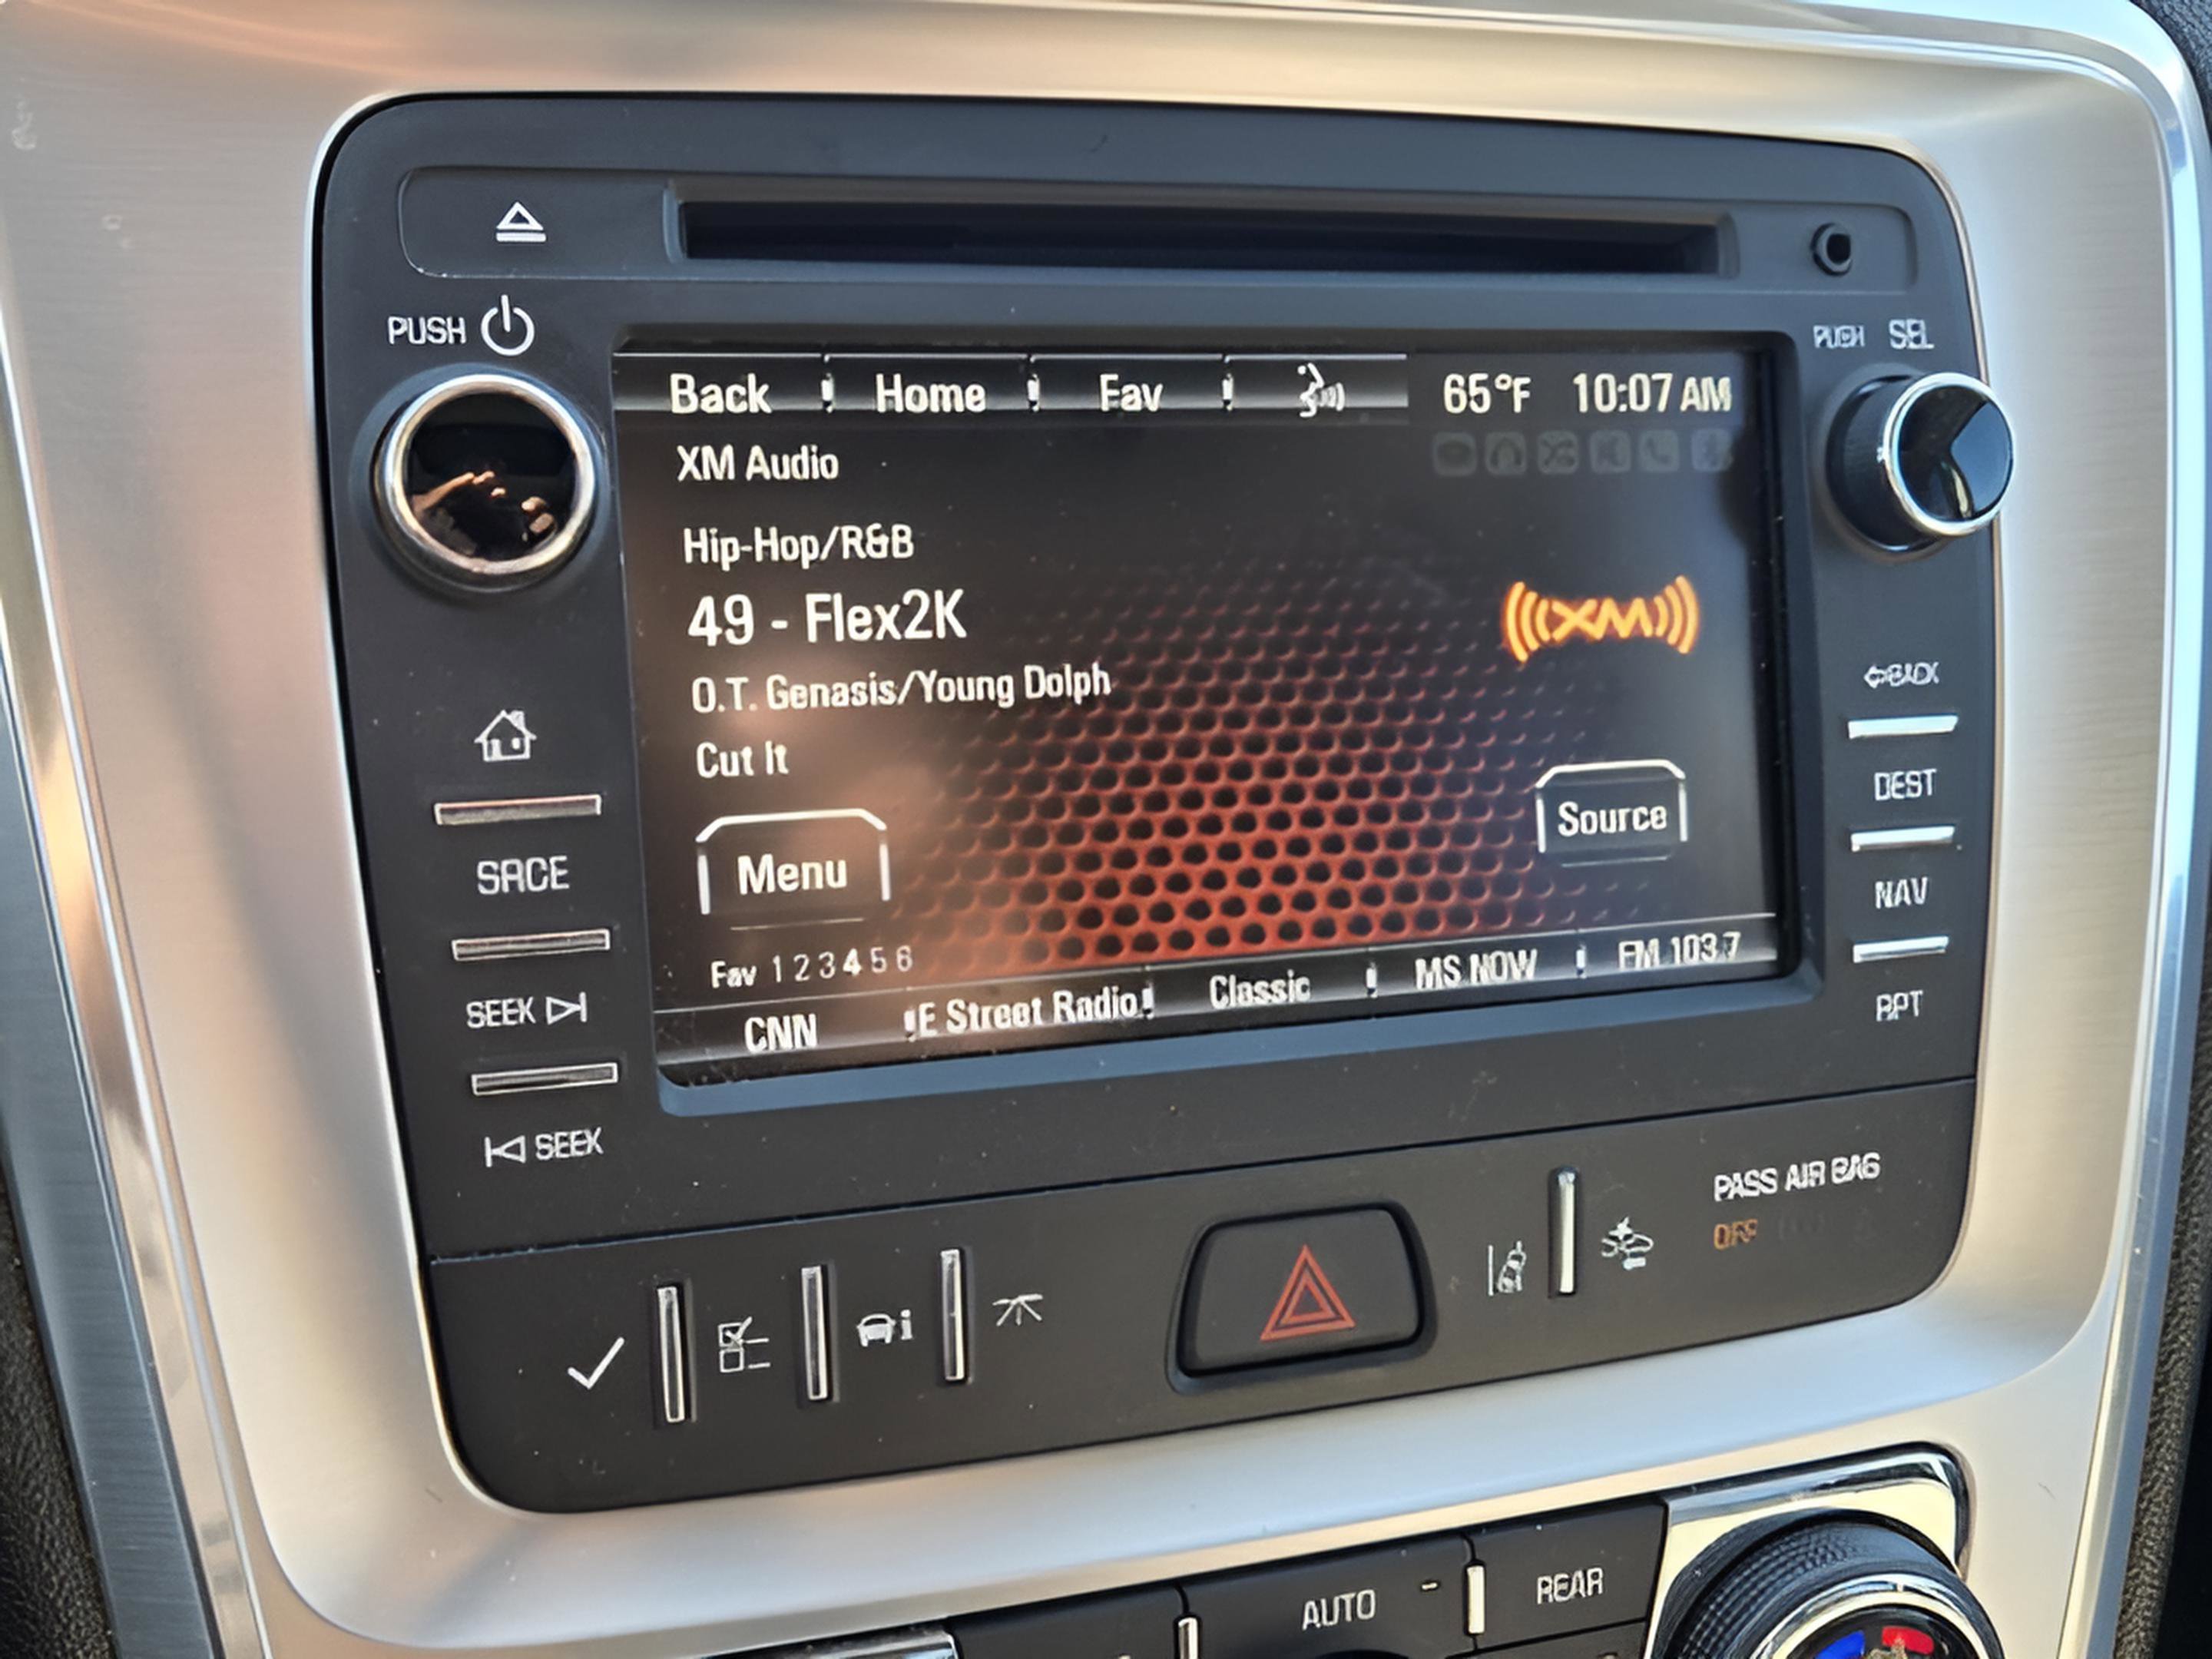 PUSH
PUSH SEL
Back Home Fav 65°F 10:07 AM
XM Audio
Hip-Hop/R&B
49 - Flex2K
((XM))
O.T. Genasis/Young Dolph
Cut It
Menu
Source
Fav 1 2 3 4 5 6
CNN E Street Radio Classic MS NOW FM 103.7
SRCE
SEEK
SEEK
BACK
DEST
NAV
RPT
PASS AIR BAG
OFF
i
AUTO
REAR